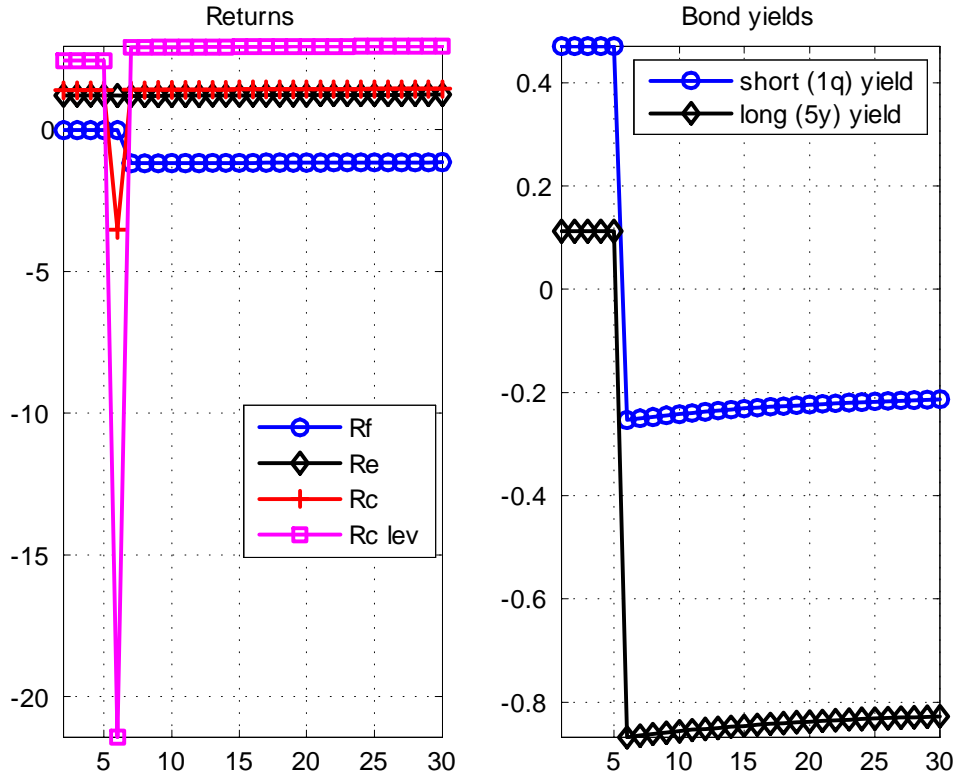 Returns
0
-5
-10
-15
-20
5 10 15 20 25 30
Rf
Re
Rc
Rc lev
Bond yields
0.4
0.2
0
-0.2
-0.4
-0.6
-0.8
5 10 15 20 25 30
short (1q) yield
long (5y) yield